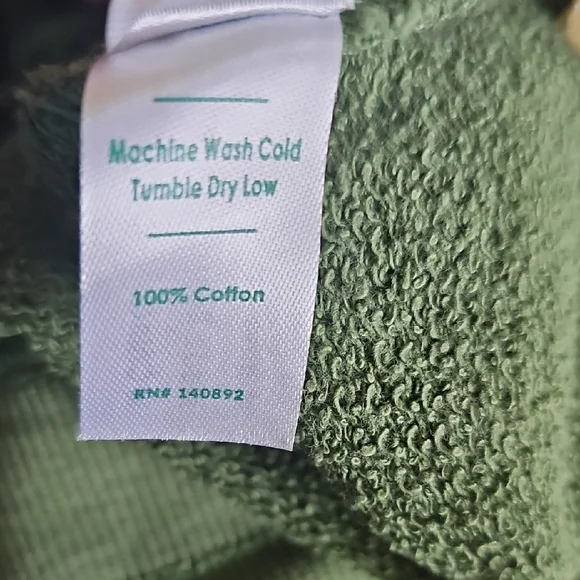 Machine Wash Cold
Tumble Dry Low
100% Cotton
RN# 140892